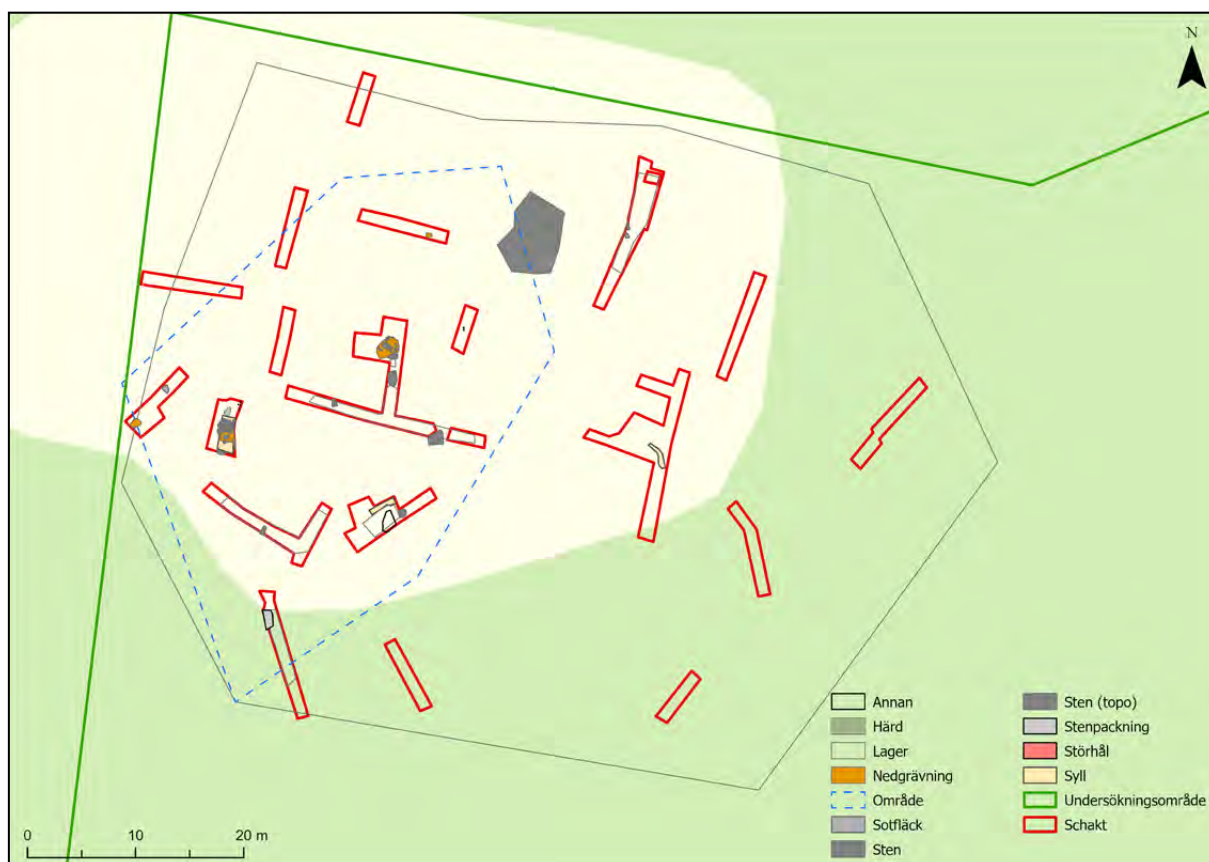 N
Annan
Härd
Lager
Nedgrävning
Område
Sotfläck
Sten
Sten (topo)
Stenpackning
Störhål
Syll
Undersökningsområde
Schakt
0 10 20 m